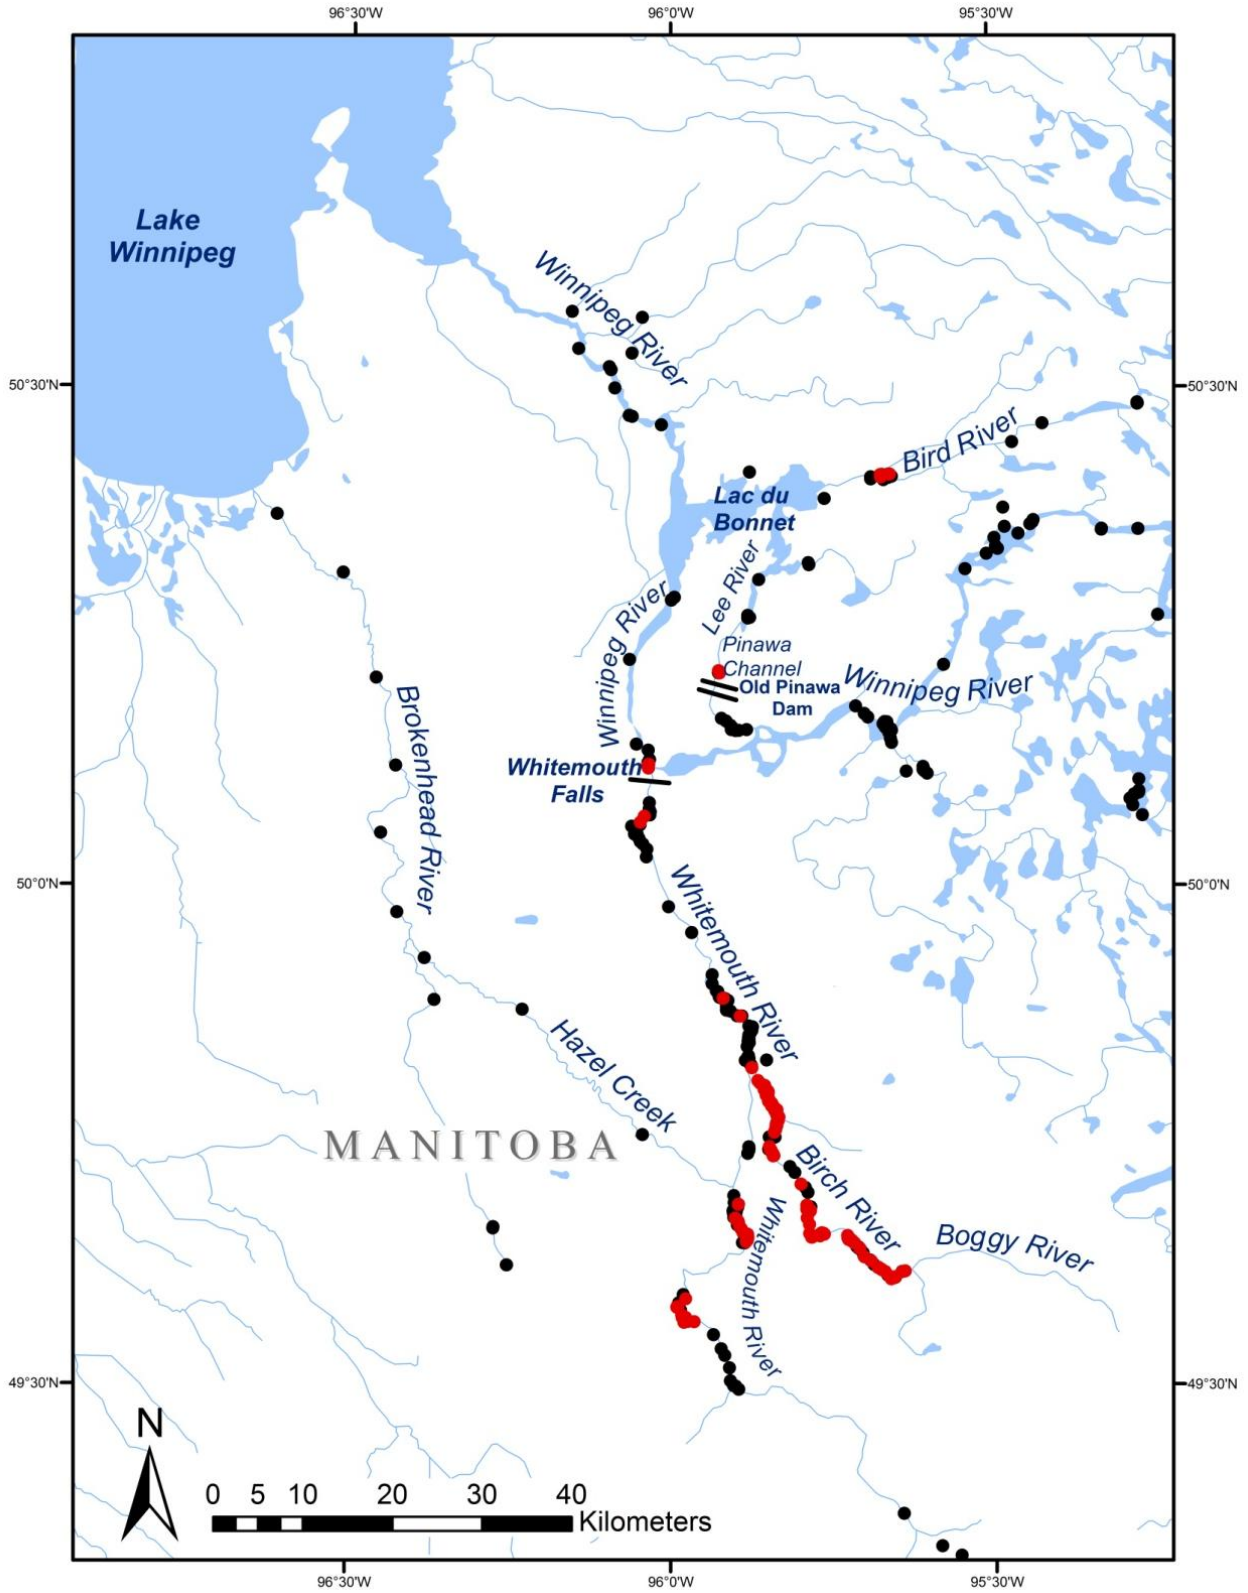 96°30'W 96°0'W 95°30'W
Lake
Winnipeg
Winnipeg River
50°30'N 50°30'N
Bird River
Lac du
Bonnet
Lee River
Winnipeg River
Pinawa
Channel
Old Pinawa
Dam
Winnipeg River
Brokenhead River
Whitemouth
Falls
50°0'N 50°0'N
Whitemouth River
Hazel Creek
MANITOBA
Birch River
Whitemouth River
Boggy River
49°30'N 49°30'N
N
0 5 10 20 30 40
Kilometers
96°30'W 96°0'W 95°30'W